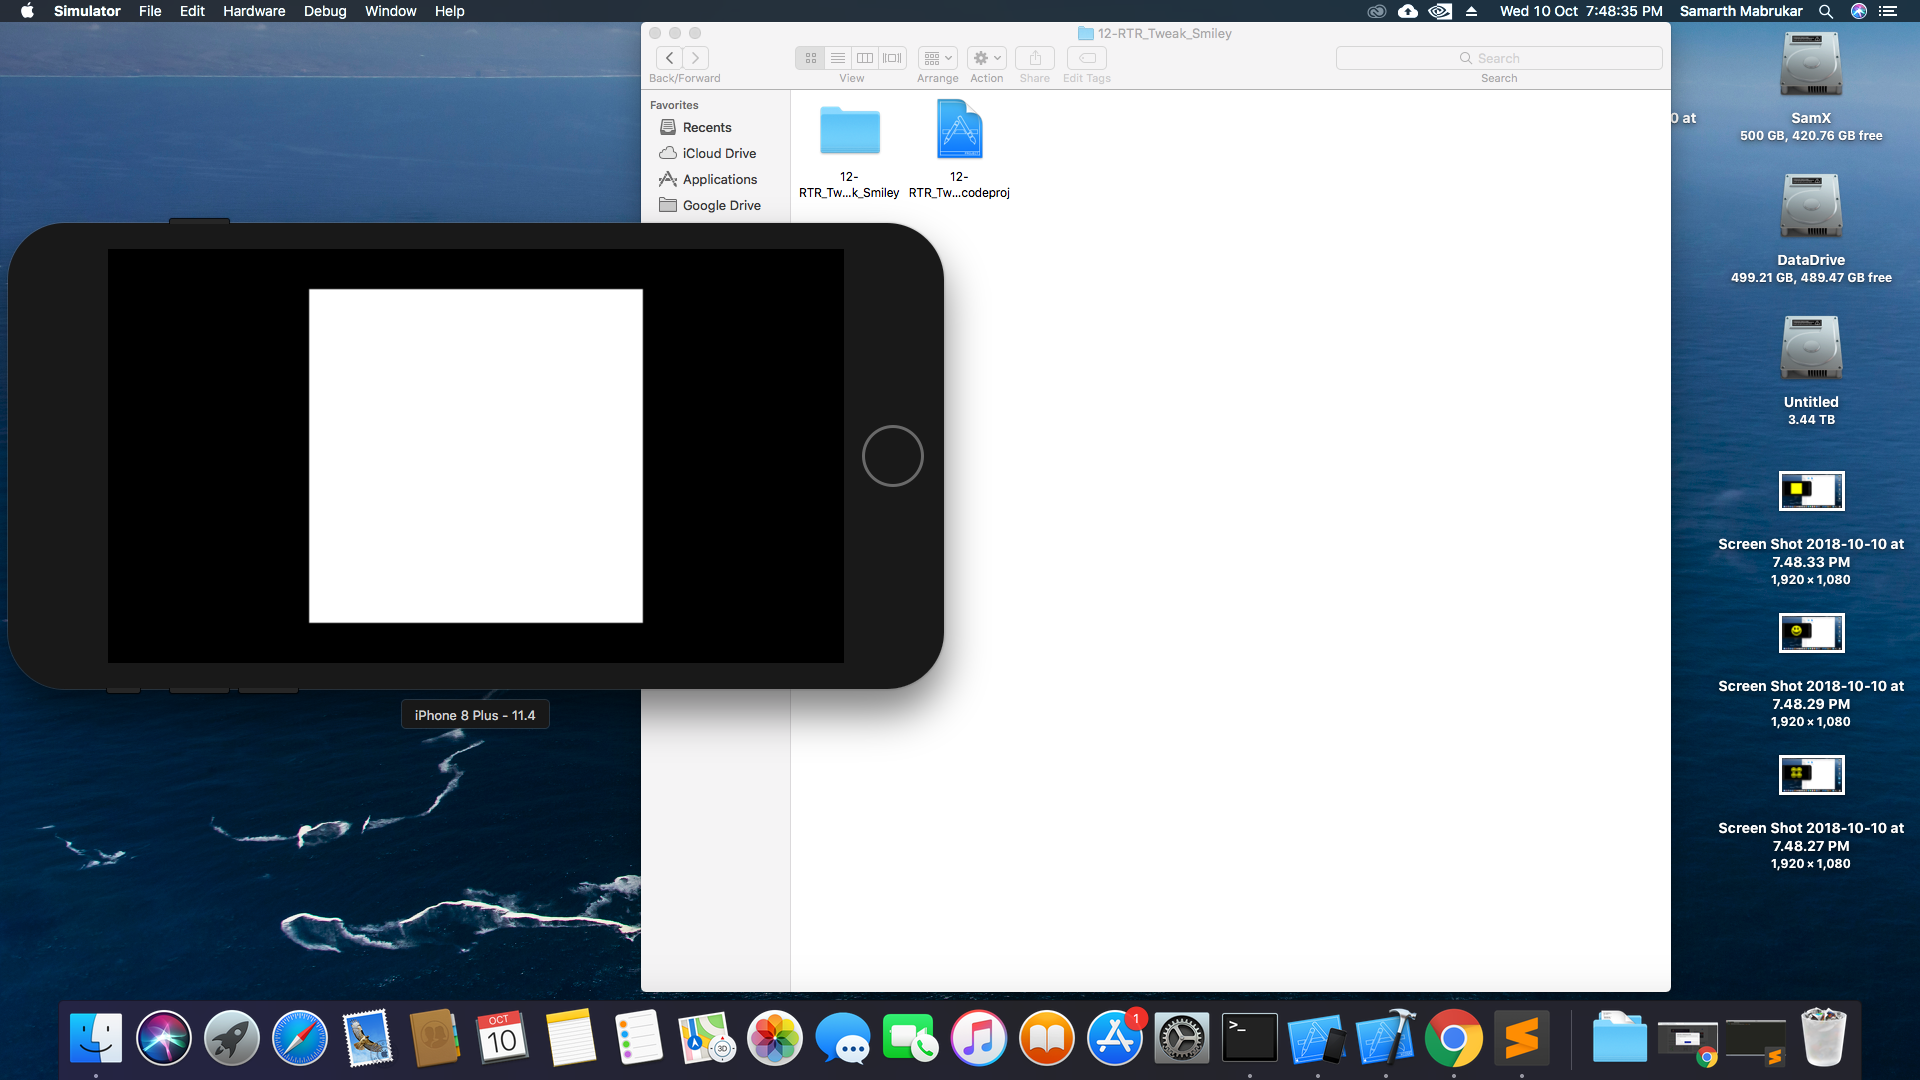 Simulator File Edit Hardware Debug Window Help
Wed 10 Oct 7:48:35 PM Samarth Mabrukar
12-RTR_Tweak_Smiley
Search
Back/Forward View Arrange Action Share Edit Tags Search
Favorites
Recents
iCloud Drive
Applications
Google Drive
12-
RTR_Tw...k_Smiley
12-
RTR_Tw...codeproj
0 at
iPhone 8 Plus - 11.4
SamX
500 GB, 420.76 GB free
DataDrive
499.21 GB, 489.47 GB free
Untitled
3.44 TB
Screen Shot 2018-10-10 at
7.48.33 PM
1,920 × 1,080
Screen Shot 2018-10-10 at
7.48.29 PM
1,920 × 1,080
Screen Shot 2018-10-10 at
7.48.27 PM
1,920 × 1,080
OCT
10
3D
1
>_